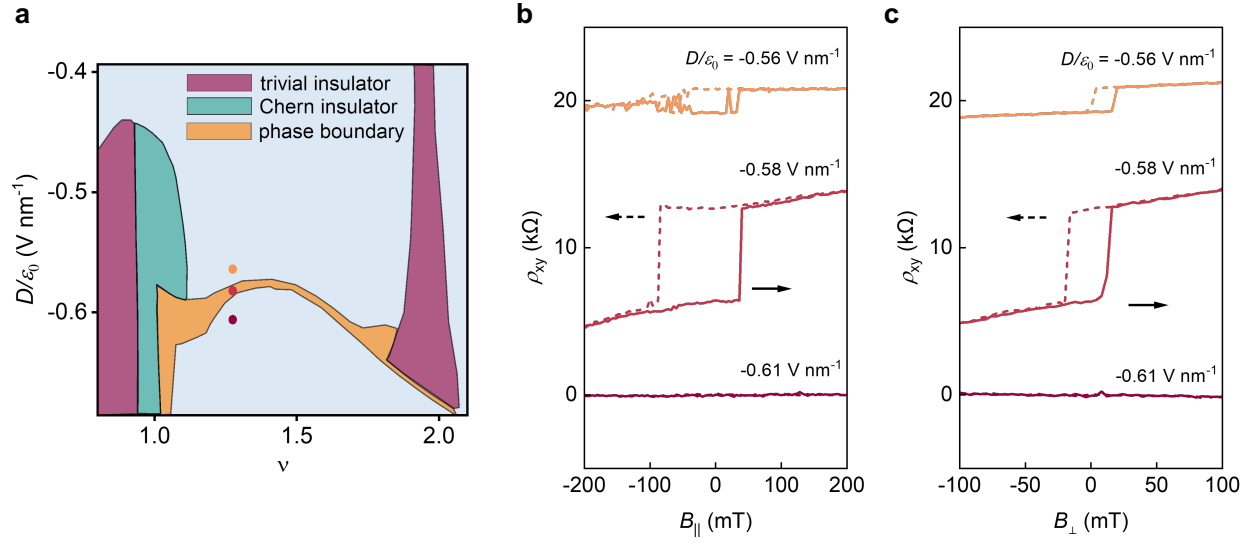 a
-0.4
-0.5
-0.6
D/ε0 (V nm-1)
trivial insulator
Chern insulator
phase boundary
1.0
1.5
2.0
ν
b
D/ε0 = -0.56 V nm-1
-0.58 V nm-1
-0.61 V nm-1
20
10
0
ρxy (kΩ)
-200
-100
0
100
200
B|| (mT)
c
D/ε0 = -0.56 V nm-1
-0.58 V nm-1
-0.61 V nm-1
20
10
0
ρxy (kΩ)
-100
-50
0
50
100
B⊥ (mT)